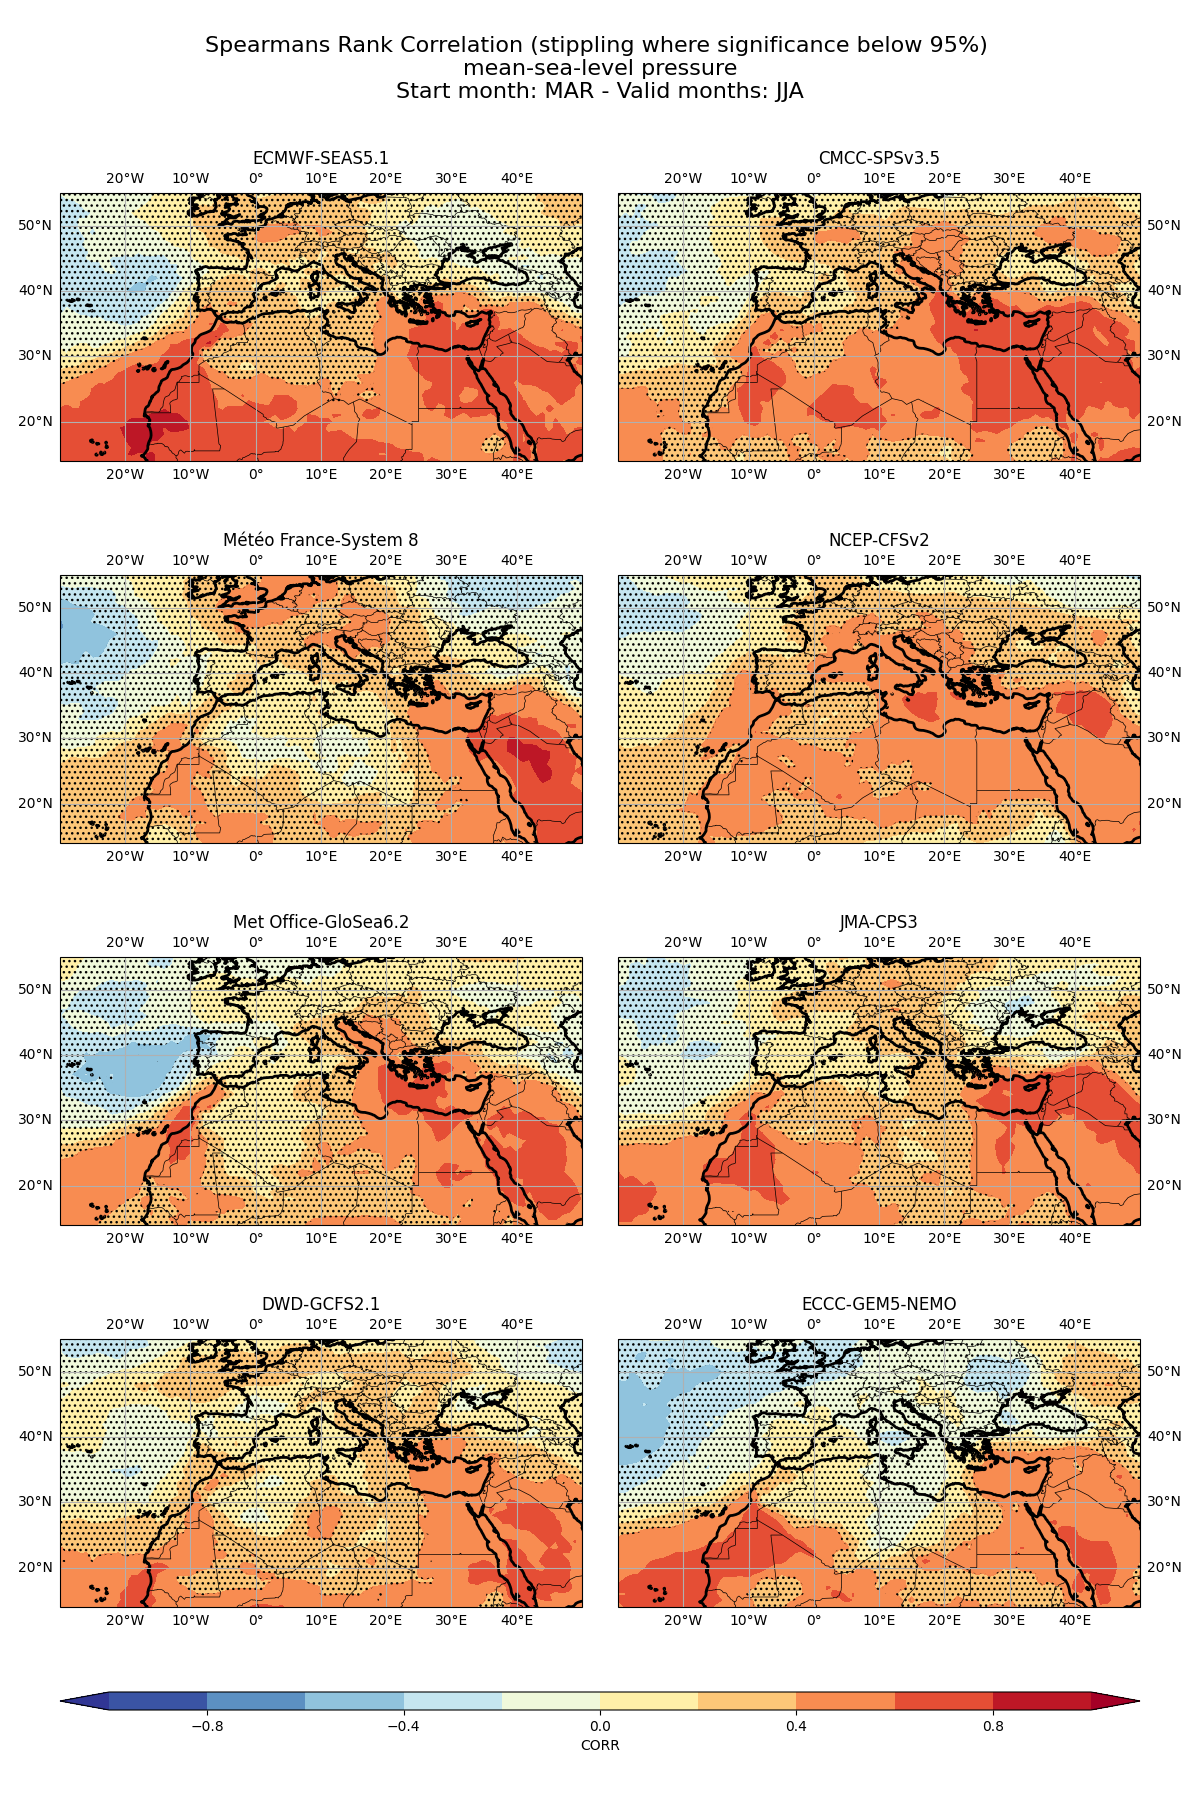 Spearmans Rank Correlation (stippling where significance below 95%)
mean-sea-level pressure
Start month: MAR - Valid months: JJA
ECMWF-SEAS5.1
20°W 10°W 0° 10°E 20°E 30°E 40°E
50°N
40°N
30°N
20°N
20°W 10°W 0° 10°E 20°E 30°E 40°E
CMCC-SPSv3.5
20°W 10°W 0° 10°E 20°E 30°E 40°E
50°N
40°N
30°N
20°N
20°W 10°W 0° 10°E 20°E 30°E 40°E
Météo France-System 8
20°W 10°W 0° 10°E 20°E 30°E 40°E
50°N
40°N
30°N
20°N
20°W 10°W 0° 10°E 20°E 30°E 40°E
NCEP-CFSv2
20°W 10°W 0° 10°E 20°E 30°E 40°E
50°N
40°N
30°N
20°N
20°W 10°W 0° 10°E 20°E 30°E 40°E
Met Office-GloSea6.2
20°W 10°W 0° 10°E 20°E 30°E 40°E
50°N
40°N
30°N
20°N
20°W 10°W 0° 10°E 20°E 30°E 40°E
JMA-CPS3
20°W 10°W 0° 10°E 20°E 30°E 40°E
50°N
40°N
30°N
20°N
20°W 10°W 0° 10°E 20°E 30°E 40°E
DWD-GCFS2.1
20°W 10°W 0° 10°E 20°E 30°E 40°E
50°N
40°N
30°N
20°N
20°W 10°W 0° 10°E 20°E 30°E 40°E
ECCC-GEM5-NEMO
20°W 10°W 0° 10°E 20°E 30°E 40°E
50°N
40°N
30°N
20°N
20°W 10°W 0° 10°E 20°E 30°E 40°E
−0.8 −0.4 0.0 0.4 0.8
CORR